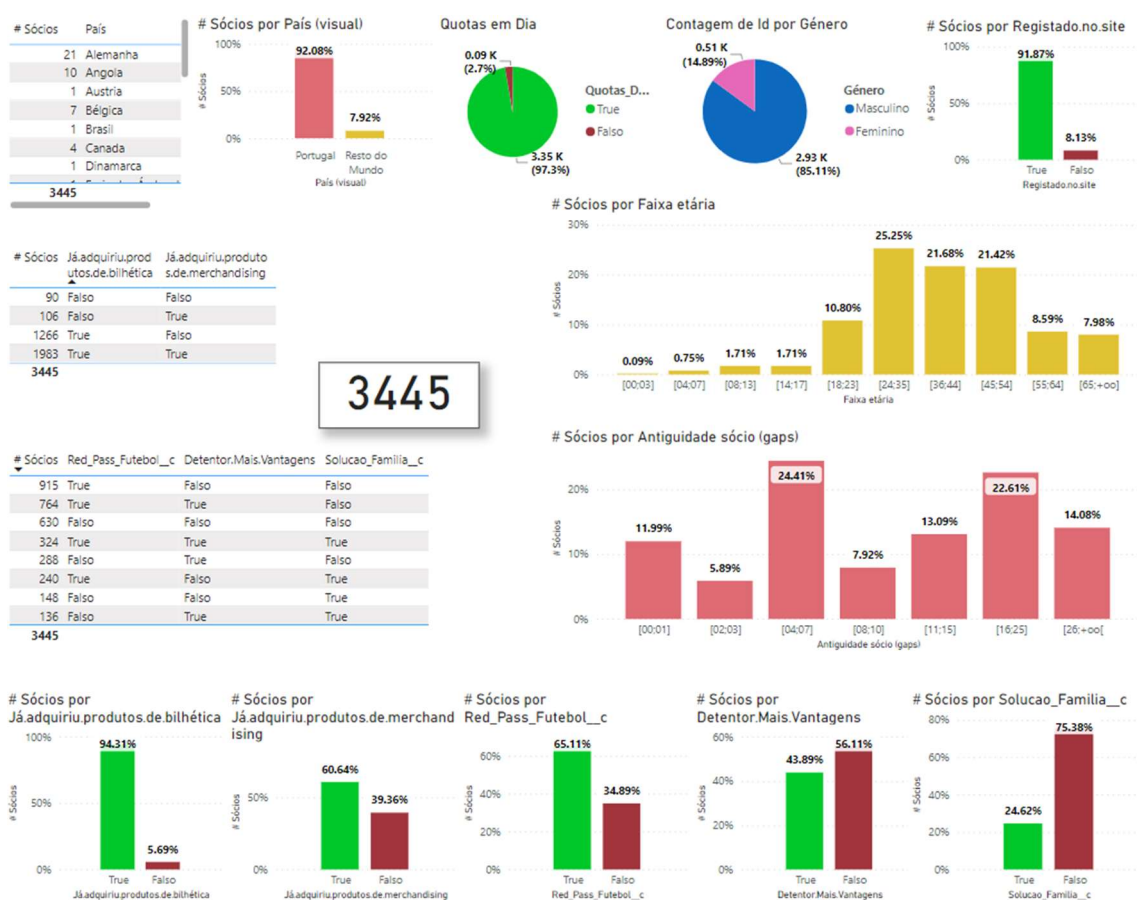 # Sócios País
21 Alemanha
10 Angola
1 Austria
7 Bélgica
1 Brasil
4 Canada
1 Dinamarca
3445
# Sócios por País (visual)
100%
50%
0%
# Sócios
92.08%
7.92%
Portugal Resto do
Mundo
País (visual)
Quotas em Dia
0.09 K
(2.7%)
3.35 K
(97.3%)
Quotas_D...
True
Falso
Contagem de Id por Género
0.51 K
(14.89%)
2.93 K
(85.11%)
Género
Masculino
Feminino
# Sócios por Registado.no.site
100%
50%
0%
# Sócios
91.87%
8.13%
True Falso
Registado.no.site
# Sócios Já.adquiriu.prod Já.adquiriu.produto
utos.de.bilhética s.de.merchandising
90 Falso Falso
106 Falso True
1266 True Falso
1983 True True
3445
3445
# Sócios por Faixa etária
30%
20%
10%
0%
# Sócios
0.09% 0.75% 1.71% 1.71% 10.80% 25.25% 21.68% 21.42% 8.59% 7.98%
[00;03] [04;07] [08;13] [14;17] [18;23] [24;35] [36;44] [45;54] [55;64] [65;+oo[
Faixa etária
# Sócios Red_Pass_Futebol__c Detentor.Mais.Vantagens Solucao_Familia__c
915 True Falso Falso
764 True True Falso
630 Falso Falso Falso
324 True True True
288 Falso True Falso
240 True Falso True
148 Falso Falso True
136 Falso True True
3445
# Sócios por Antiguidade sócio (gaps)
20%
10%
0%
# Sócios
11.99% 5.89% 24.41% 7.92% 13.09% 22.61% 14.08%
[00;01] [02;03] [04;07] [08;10] [11;15] [16;25] [26;+oo[
Antiguidade sócio (gaps)
# Sócios por
Já.adquiriu.produtos.de.bilhética
100%
50%
0%
# Sócios
94.31%
5.69%
True Falso
Já.adquiriu.produtos.de.bilhética
# Sócios por
Já.adquiriu.produtos.de.merchand
ising
50%
0%
# Sócios
60.64%
39.36%
True Falso
Já.adquiriu.produtos.de.merchandising
# Sócios por
Red_Pass_Futebol__c
60%
40%
20%
0%
# Sócios
65.11%
34.89%
True Falso
Red_Pass_Futebol__c
# Sócios por
Detentor.Mais.Vantagens
60%
40%
20%
0%
# Sócios
43.89%
56.11%
True Falso
Detentor.Mais.Vantagens
# Sócios por Solucao_Familia__c
80%
60%
40%
20%
0%
# Sócios
24.62%
75.38%
True Falso
Solucao_Familia__c